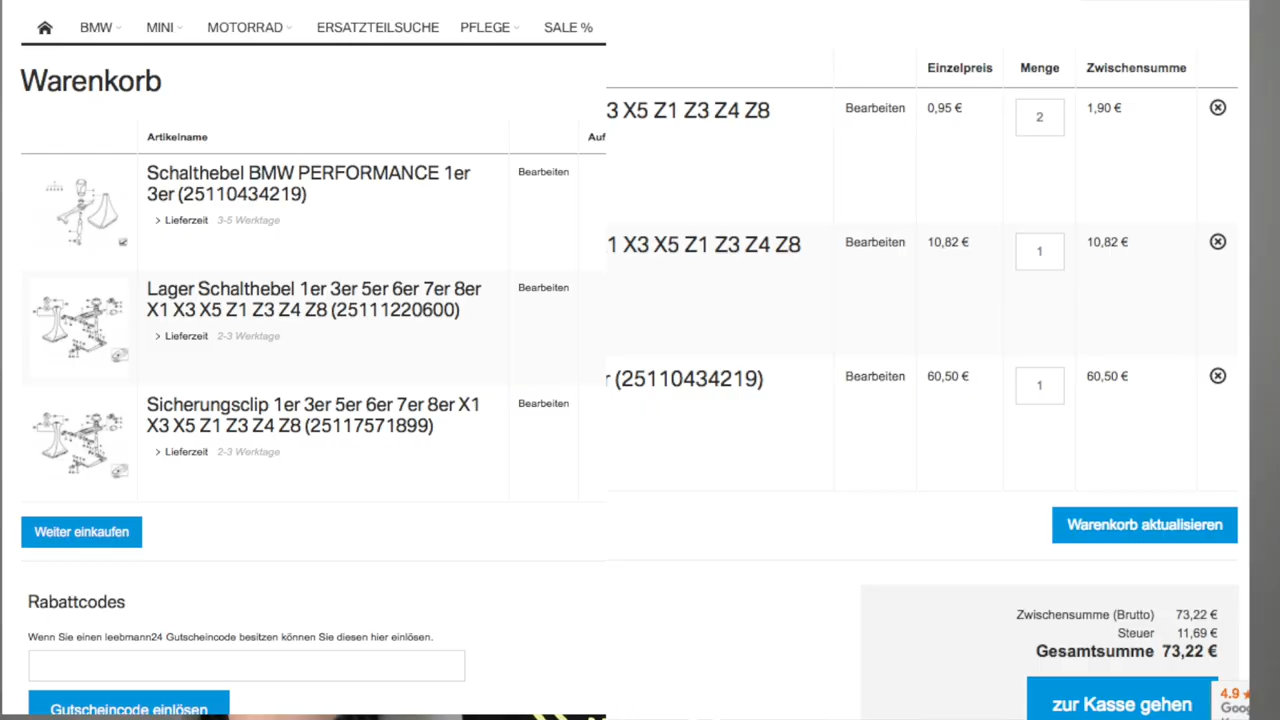 BMW MINI MOTORRAD ERSATZTEILSUCHE PFLEGE SALE %
Warenkorb
Artikelname Auf
Schalthebel BMW PERFORMANCE 1er
3er (25110434219)
> Lieferzeit 3-5 Werktage
Bearbeiten
Lager Schalthebel 1er 3er 5er 6er 7er 8er
X1 X3 X5 Z1 Z3 Z4 Z8 (25111220600)
> Lieferzeit 2-3 Werktage
Bearbeiten
Sicherungsclip 1er 3er 5er 6er 7er 8er X1
X3 X5 Z1 Z3 Z4 Z8 (25117571899)
> Lieferzeit 2-3 Werktage
Bearbeiten
Weiter einkaufen
Rabattcodes
Wenn Sie einen leebmann24 Gutscheincode besitzen können Sie diesen hier einlösen.
Gutscheincode einlösen
Einzelpreis Menge Zwischensumme
3 X5 Z1 Z3 Z4 Z8 Bearbeiten 0,95 € 2 1,90 €
1 X3 X5 Z1 Z3 Z4 Z8 Bearbeiten 10,82 € 1 10,82 €
r (25110434219) Bearbeiten 60,50 € 1 60,50 €
Warenkorb aktualisieren
Zwischensumme (Brutto) 73,22 €
Steuer 11,69 €
Gesamtsumme 73,22 €
zur Kasse gehen
4.9
Goog